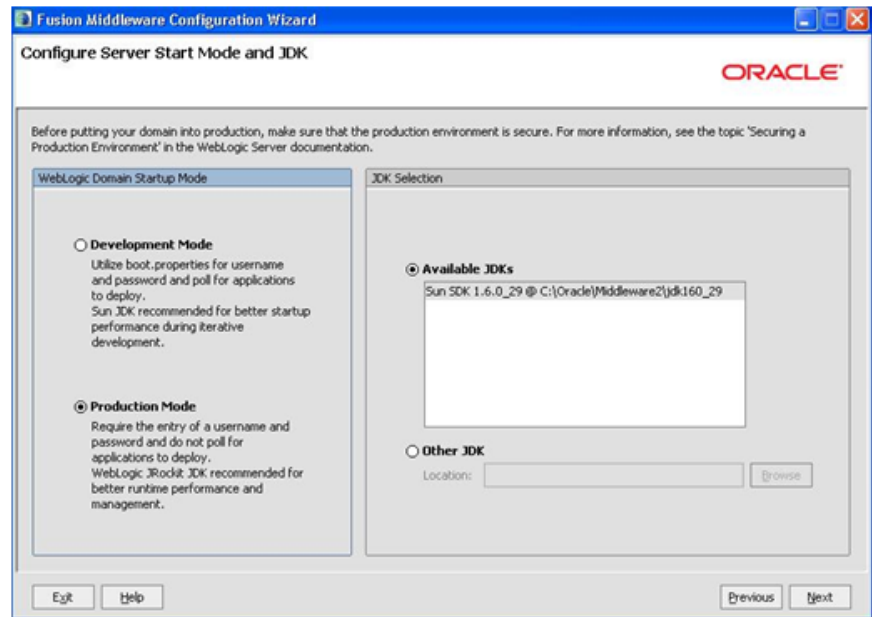 Fusion Middleware Configuration Wizard
Configure Server Start Mode and JDK
ORACLE
Before putting your domain into production, make sure that the production environment is secure. For more information, see the topic 'Securing a
Production Environment' in the WebLogic Server documentation.
WebLogic Domain Startup Mode
Development Mode
Utilize boot.properties for username
and password and poll for applications
to deploy.
Sun JDK recommended for better startup
performance during iterative
development.
Production Mode
Require the entry of a username and
password and do not poll for
applications to deploy.
WebLogic JRockit JDK recommended for
better runtime performance and
management.
JDK Selection
Available JDKs
Sun SDK 1.6.0_29 @ C:\Oracle\Middleware2\jdk160_29
Other JDK
Location:
Browse
Exit
Help
Previous
Next